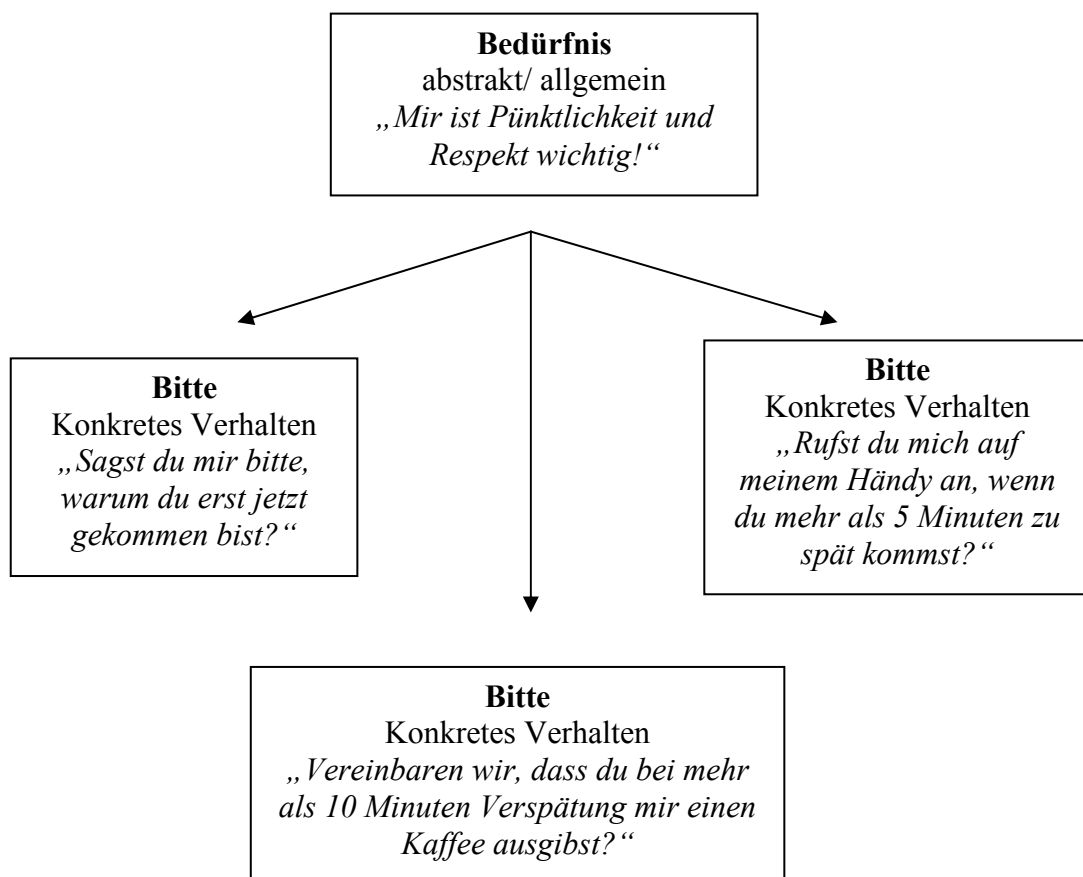 Bedürfnis
abstrakt/ allgemein
„Mir ist Pünktlichkeit und
Respekt wichtig!“
Bitte
Konkretes Verhalten
„Sagst du mir bitte,
warum du erst jetzt
gekommen bist?“
Bitte
Konkretes Verhalten
„Rufst du mich auf
meinem Händy an, wenn
du mehr als 5 Minuten zu
spät kommst?“
Bitte
Konkretes Verhalten
„Vereinbaren wir, dass du bei mehr
als 10 Minuten Verspätung mir einen
Kaffee ausgibst?“